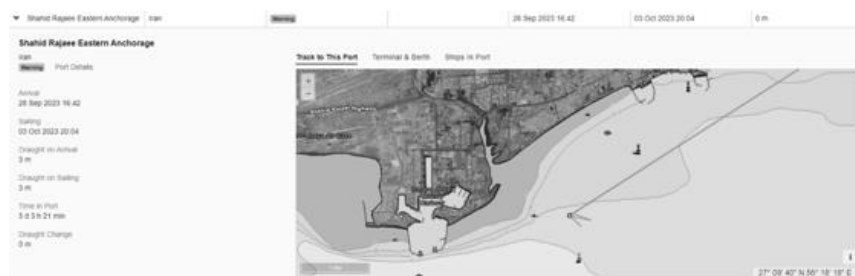 Shahid Rajaee Eastern Anchorage Iran Warning 28 Sep 2023 16.42 03 Oct 2023 20:04 0 m
Shahid Rajaee Eastern Anchorage
Iran
Warning Port Details
Track to This Port Terminal & Berth Ships in Port
Arrival
28 Sep 2023 16.42
Sailing
03 Oct 2023 20:04
Draught on Arrival
3 m
Draught on Sailing
3 m
Time in Port
5 d 3 h 21 min
Draught Change
0 m
27° 09' 40" N 56° 18' 18" E